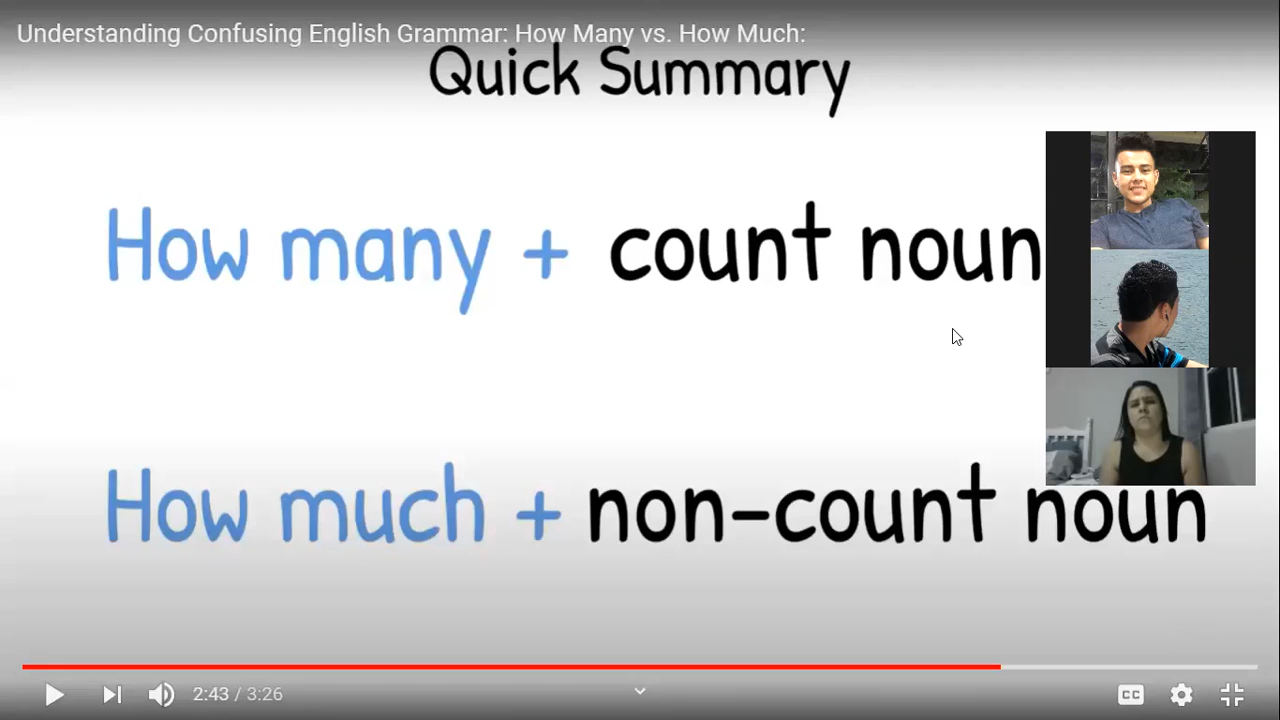 Understanding Confusing English Grammar: How Many vs. How Much:
Quick Summary
How many + count noun
How much + non-count noun
2:43 / 3:26
CC